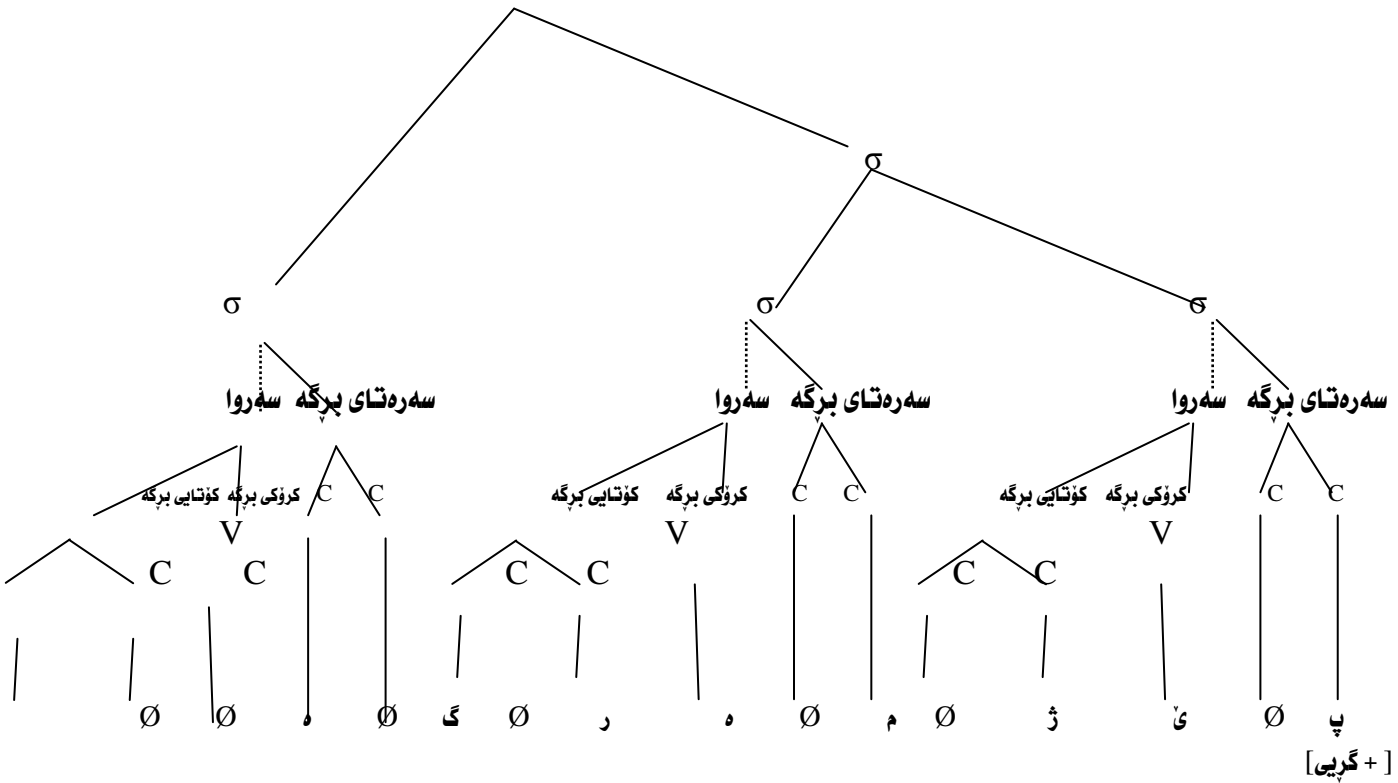 σ
σ σ σ
سەرەتای بڕگە سەروا سەرەتای بڕگە سەروا سەرەتای بڕگە سەروا
C C کرۆکی بڕگە کۆتایی بڕگە C C کرۆکی بڕگە کۆتایی بڕگە C C کرۆکی بڕگە کۆتایی بڕگە
V V V
C C C C C C
پ Ø ێ ژ Ø م Ø ە ر Ø گ Ø ە Ø Ø
[ + گڕیی]